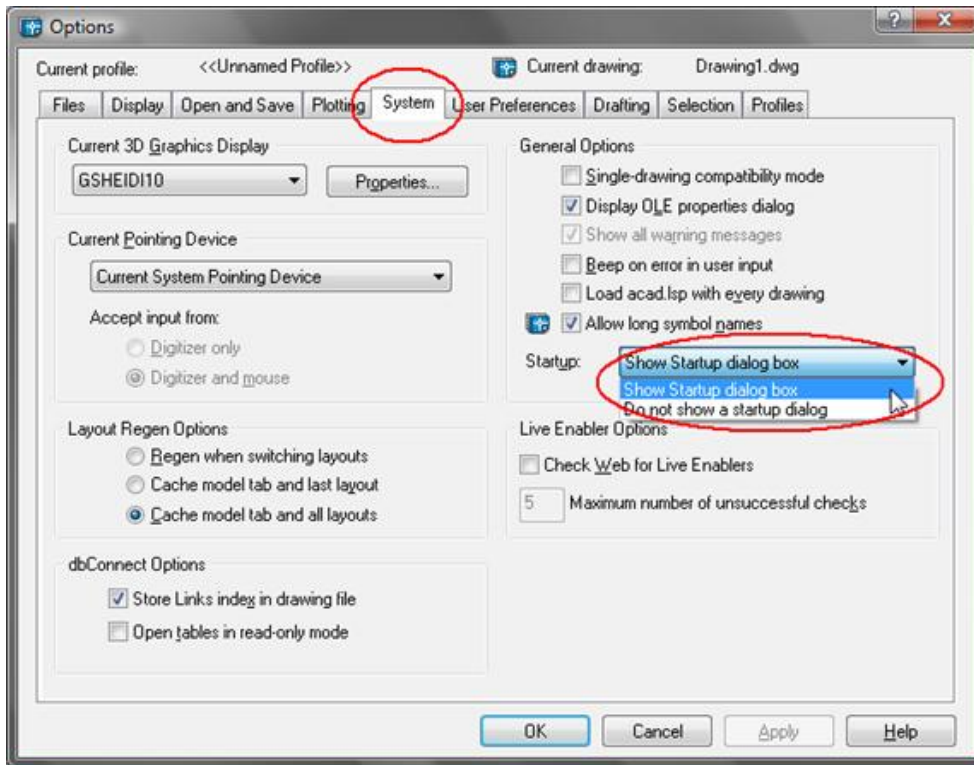 Options
Current profile: <<Unnamed Profile>> Current drawing: Drawing1.dwg
Files Display Open and Save Plotting System User Preferences Drafting Selection Profiles
Current 3D Graphics Display
GSHEIDI10 Properties...
Current Pointing Device
Current System Pointing Device
Accept input from:
Digitizer only
Digitizer and mouse
Layout Regen Options
Regen when switching layouts
Cache model tab and last layout
Cache model tab and all layouts
dbConnect Options
Store Links index in drawing file
Open tables in read-only mode
General Options
Single-drawing compatibility mode
Display OLE properties dialog
Show all warning messages
Beep on error in user input
Load acad.lsp with every drawing
Allow long symbol names
Startup: Show Startup dialog box
Show Startup dialog box
Do not show a startup dialog
Live Enabler Options
Check Web for Live Enablers
5 Maximum number of unsuccessful checks
OK Cancel Apply Help